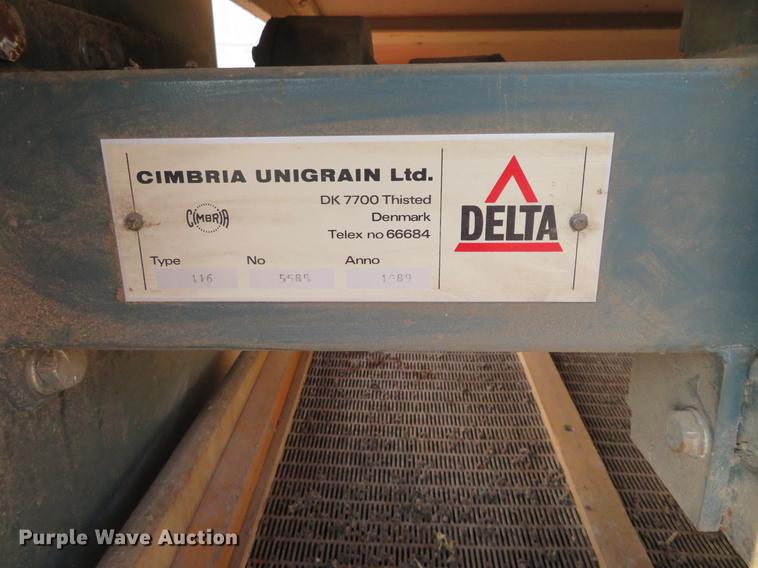 CIMBRIA UNIGRAIN Ltd.
CIMBRIA
DK 7700 Thisted
Denmark
Telex no 66684
Type No Anno
116 1989
DELTA
Purple Wave Auction